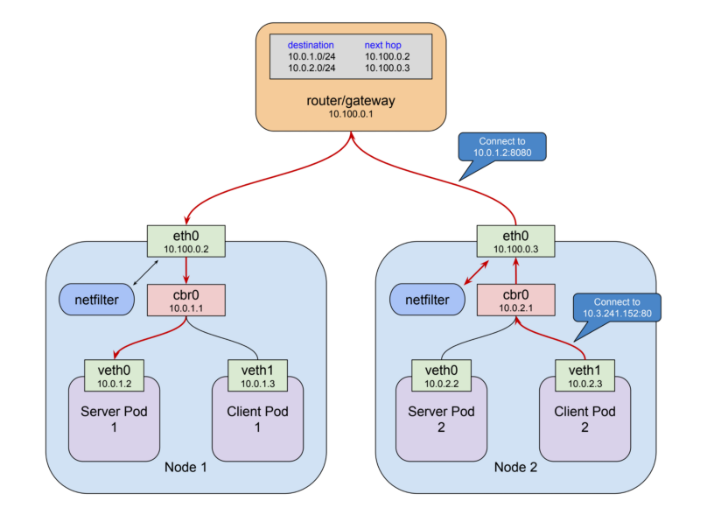 destination next hop
10.0.1.0/24 10.100.0.2
10.0.2.0/24 10.100.0.3
router/gateway
10.100.0.1
Connect to
10.0.1.2:8080
eth0
10.100.0.2
netfilter
cbr0
10.0.1.1
veth0
10.0.1.2
veth1
10.0.1.3
Server Pod
1
Client Pod
1
Node 1
eth0
10.100.0.3
netfilter
cbr0
10.0.2.1
Connect to
10.3.241.152:80
veth0
10.0.2.2
veth1
10.0.2.3
Server Pod
2
Client Pod
2
Node 2